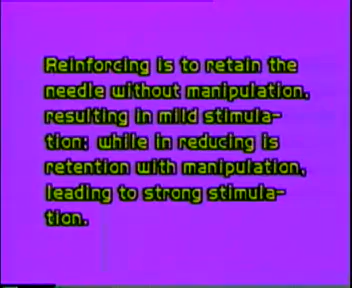 Reinforcing is to retain the
needle without manipulation,
resulting in mild stimula-
tion; while in reducing is
retention with manipulation,
leading to strong stimula-
tion.